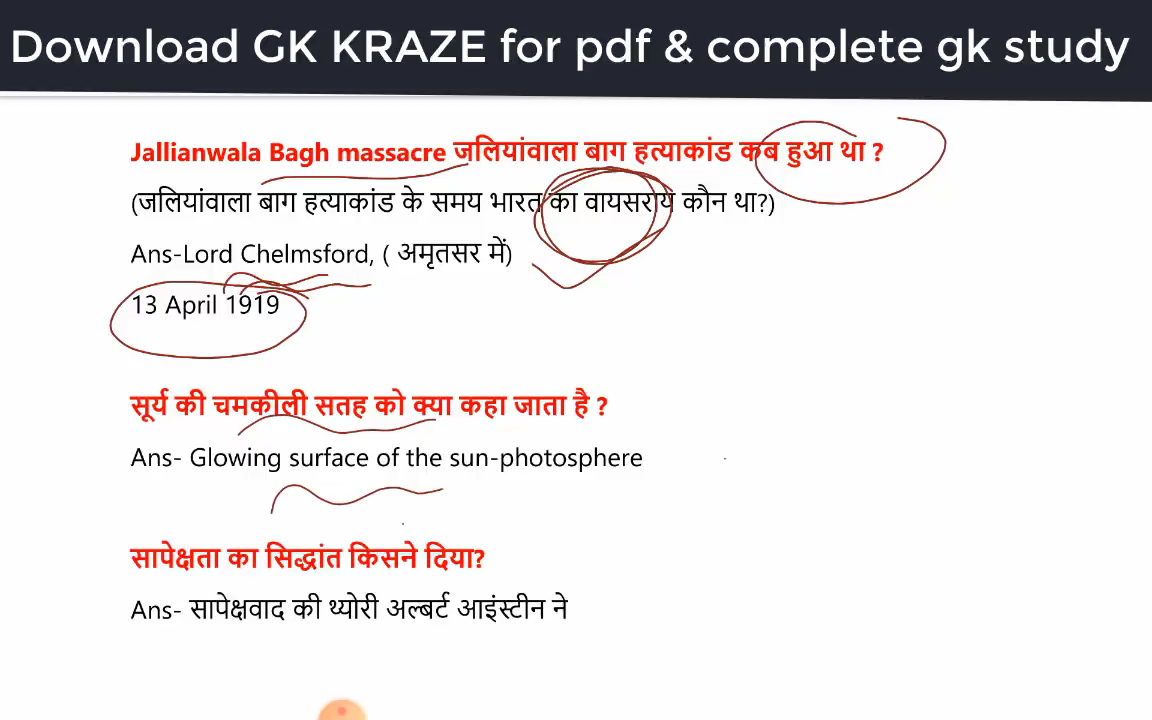 Download GK KRAZE for pdf & complete gk study
Jallianwala Bagh massacre जलियांवाला बाग हत्याकांड कब हुआ था ?
(जलियांवाला बाग हत्याकांड के समय भारत का वायसराय कौन था?)
Ans-Lord Chelmsford, ( अमृतसर में)
13 April 1919
सूर्य की चमकीली सतह को क्या कहा जाता है ?
Ans- Glowing surface of the sun-photosphere
सापेक्षता का सिद्धांत किसने दिया?
Ans- सापेक्षवाद की थ्योरी अल्बर्ट आइंस्टीन ने